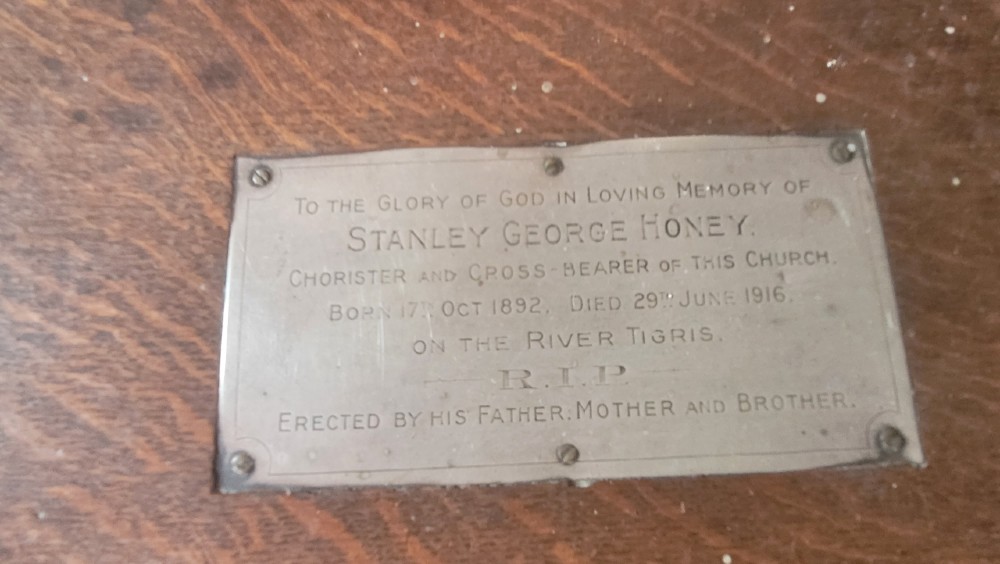 TO THE GLORY OF GOD IN LOVING MEMORY OF
STANLEY GEORGE HONEY.
CHORISTER AND CROSS-BEARER OF THIS CHURCH.
BORN 17TH OCT 1892. DIED 29TH JUNE 1916.
ON THE RIVER TIGRIS.
R.I.P.
ERECTED BY HIS FATHER. MOTHER AND BROTHER.